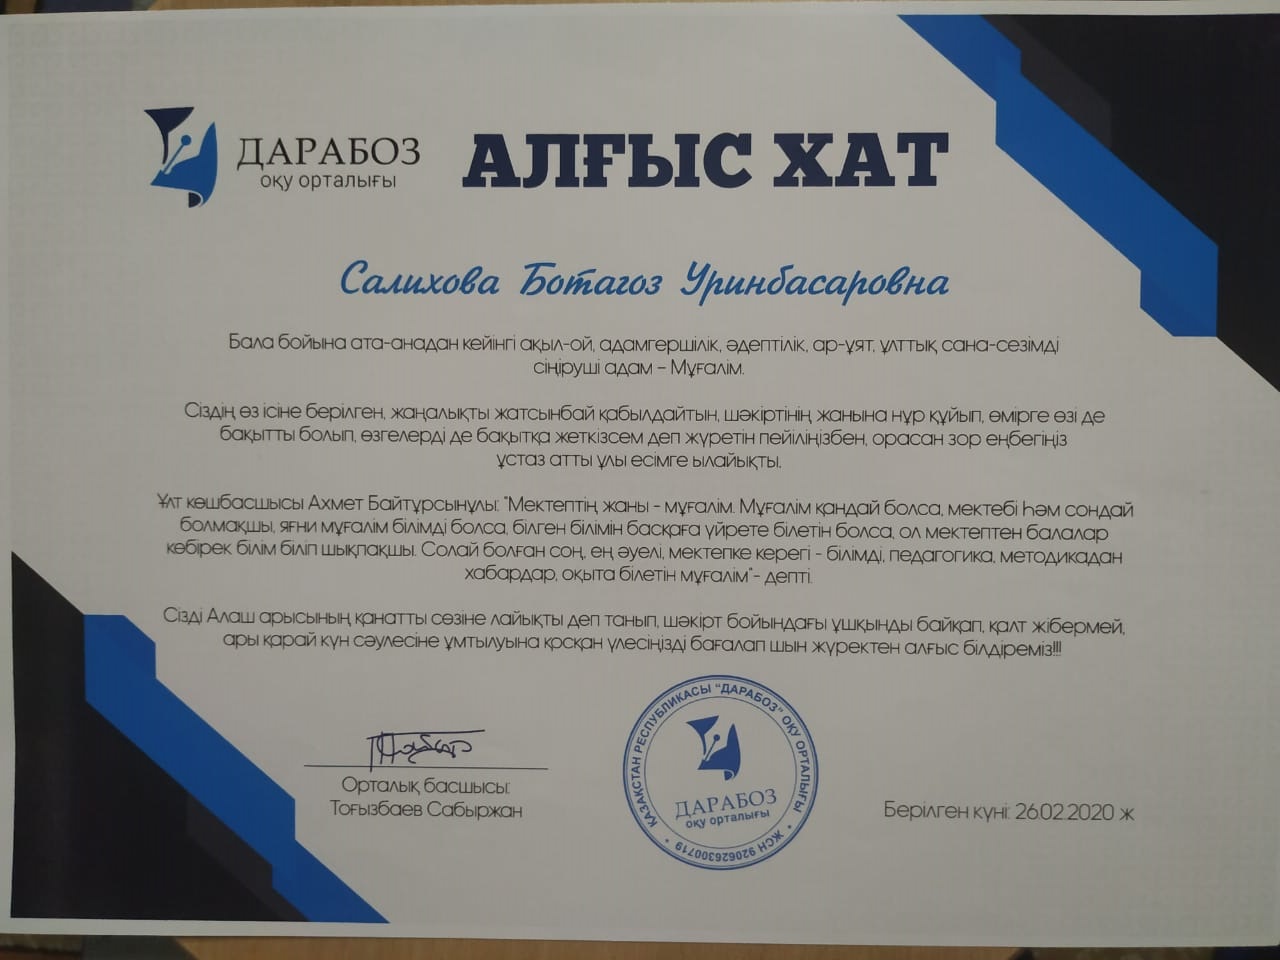 ДАРАБОЗ
оқу орталығы
АЛҒЫС ХАТ
Салихова Ботагоз Уринбасаровна
Бала бойына ата-анадан кейінгі ақыл-ой, адамгершілік, әдептілік, ар-ұят, ұлттық сана-сезімді
сіңіруші адам – Мұғалім.
Сіздің өз ісіне берілген, жаңалықты жатсынбай қабылдайтын, шәкіртінің жанына нұр құйып, өмірге өзі де
бақытты болып, өзгелерді де бақытқа жеткізсем деп жүретін пейіліңізбен, орасан зор еңбегіңіз
ұстаз атты ұлы есімге ылайықты.
Ұлт көшбасшысы Ахмет Байтұрсынұлы: "Мектептің жаны - мұғалім. Мұғалім қандай болса, мектебі һәм сондай
болмақшы, яғни мұғалім білімді болса, білген білімін басқаға үйрете білетін болса, ол мектептен балалар
көбірек білім біліп шықпақшы. Солай болған соң, ең әуелі, мектепке керегі - білімді, педагогика, методикадан
хабардар, оқыта білетін мұғалім"- депті.
Сізді Алаш арысының қанатты сөзіне лайықты деп танып, шәкірт бойындағы ұшқынды байқап, қалт жібермей,
ары қарай күн сәулесіне ұмтылуына қосқан үлесіңізді бағалап шын жүректен алғыс білдіреміз!!!
Орталық басшысы:
Тоғызбаев Сабыржан
ҚАЗАҚСТАН РЕСПУБЛИКАСЫ "ДАРАБОЗ" ОҚУ ОРТАЛЫҒЫ
ДАРАБОЗ
оқу орталығы
ЖСН 920626300719
Берілген күні: 26.02.2020 ж